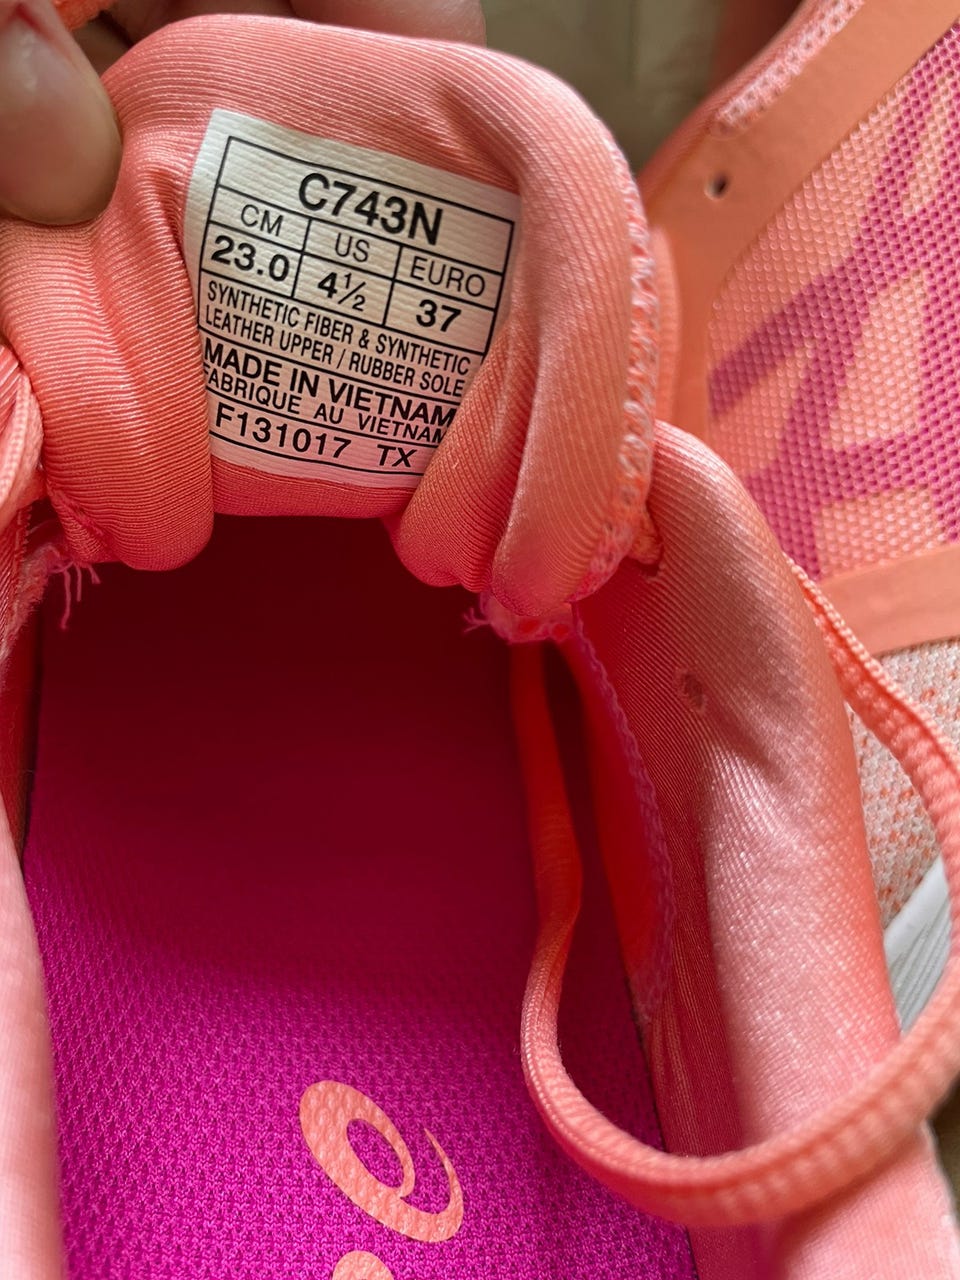 C743N
CM US EURO
23.0 4½ 37
SYNTHETIC FIBER & SYNTHETIC
LEATHER UPPER / RUBBER SOLE
MADE IN VIETNAM
FABRIQUE AU VIETNAM
F131017 TX